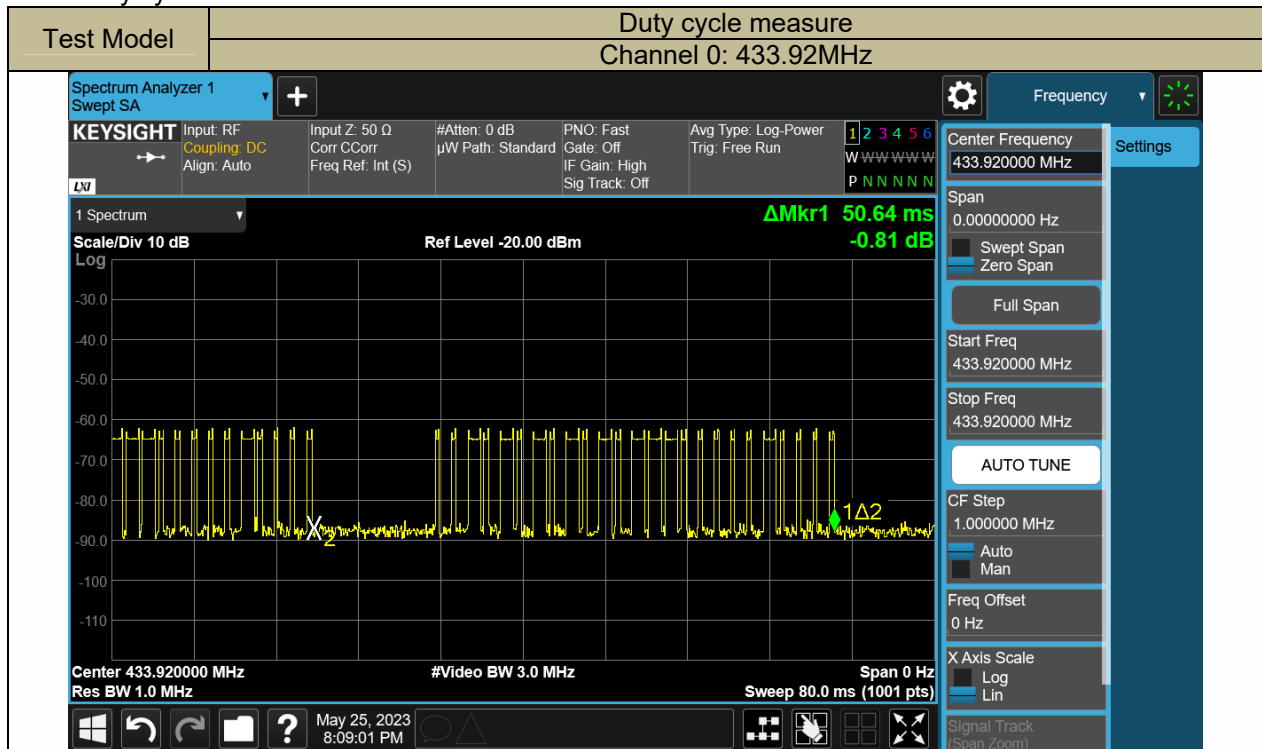 Test Model
Duty cycle measure
Channel 0: 433.92MHz
Spectrum Analyzer 1
Swept SA
Frequency
KEYSIGHT
Input: RF
Coupling: DC
Align: Auto
Input Z: 50 Ω
Corr CCorr
Freq Ref: Int (S)
#Atten: 0 dB
µW Path: Standard
PNO: Fast
Gate: Off
IF Gain: High
Sig Track: Off
Avg Type: Log-Power
Trig: Free Run
1 2 3 4 5 6
W W W W W W
P N N N N N
LXI
Settings
Center Frequency
433.920000 MHz
Span
0.00000000 Hz
Swept Span
Zero Span
Full Span
Start Freq
433.920000 MHz
Stop Freq
433.920000 MHz
AUTO TUNE
CF Step
1.000000 MHz
Auto
Man
Freq Offset
0 Hz
X Axis Scale
Log
Lin
Signal Track
(Span Zoom)
1 Spectrum
ΔMkr1 50.64 ms
-0.81 dB
Scale/Div 10 dB
Ref Level -20.00 dBm
Log
-30.0
-40.0
-50.0
-60.0
-70.0
-80.0
-90.0
-100
-110
X2
1Δ2
Center 433.920000 MHz
#Video BW 3.0 MHz
Span 0 Hz
Res BW 1.0 MHz
Sweep 80.0 ms (1001 pts)
May 25, 2023
8:09:01 PM